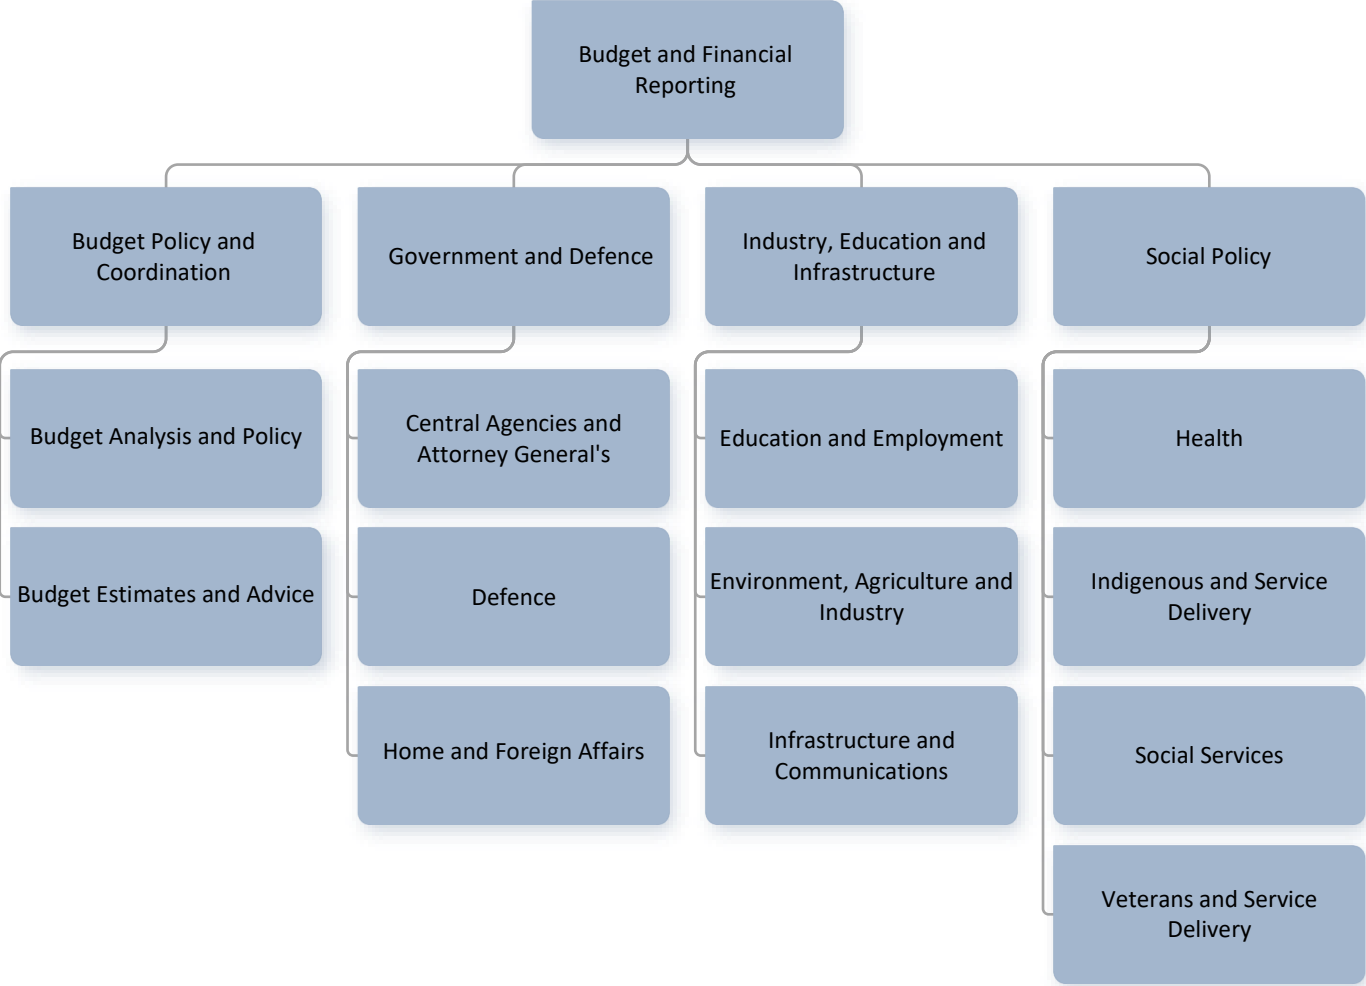 Budget and Financial
Reporting
Budget Policy and
Coordination
Government and Defence
Industry, Education and
Infrastructure
Social Policy
Budget Analysis and Policy
Central Agencies and
Attorney General's
Education and Employment
Health
Budget Estimates and Advice
Defence
Environment, Agriculture and
Industry
Indigenous and Service
Delivery
Home and Foreign Affairs
Infrastructure and
Communications
Social Services
Veterans and Service
Delivery